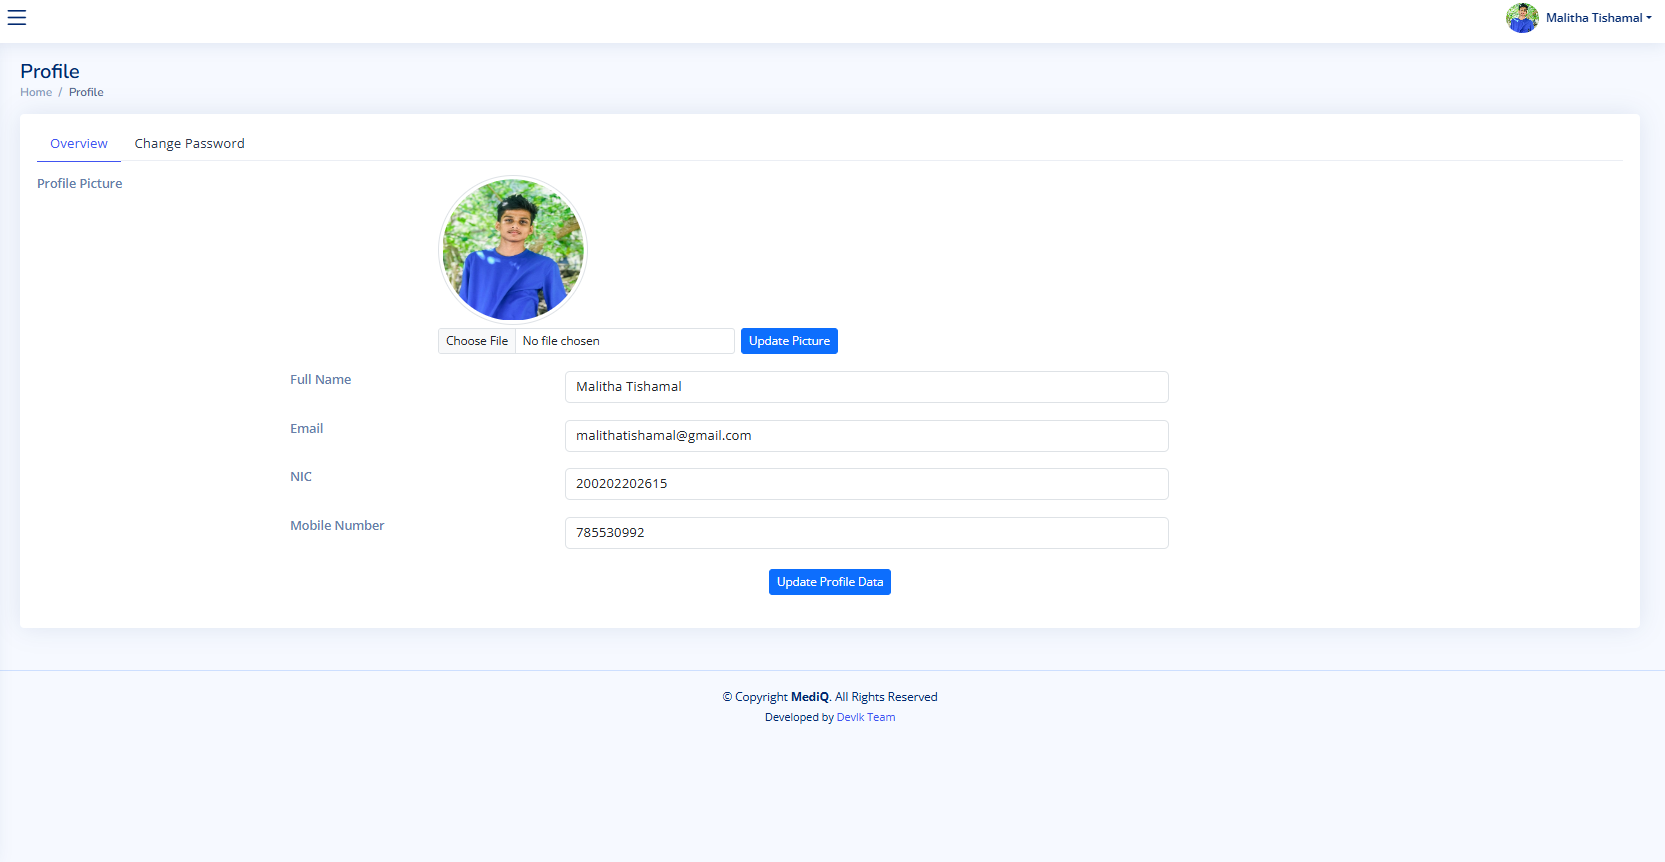 Malitha Tishamal
Profile
Home / Profile
Overview Change Password
Profile Picture
Choose File No file chosen Update Picture
Full Name Malitha Tishamal
Email malithatishamal@gmail.com
NIC 200202202615
Mobile Number 785530992
Update Profile Data
© Copyright MediQ. All Rights Reserved
Developed by Devlk Team